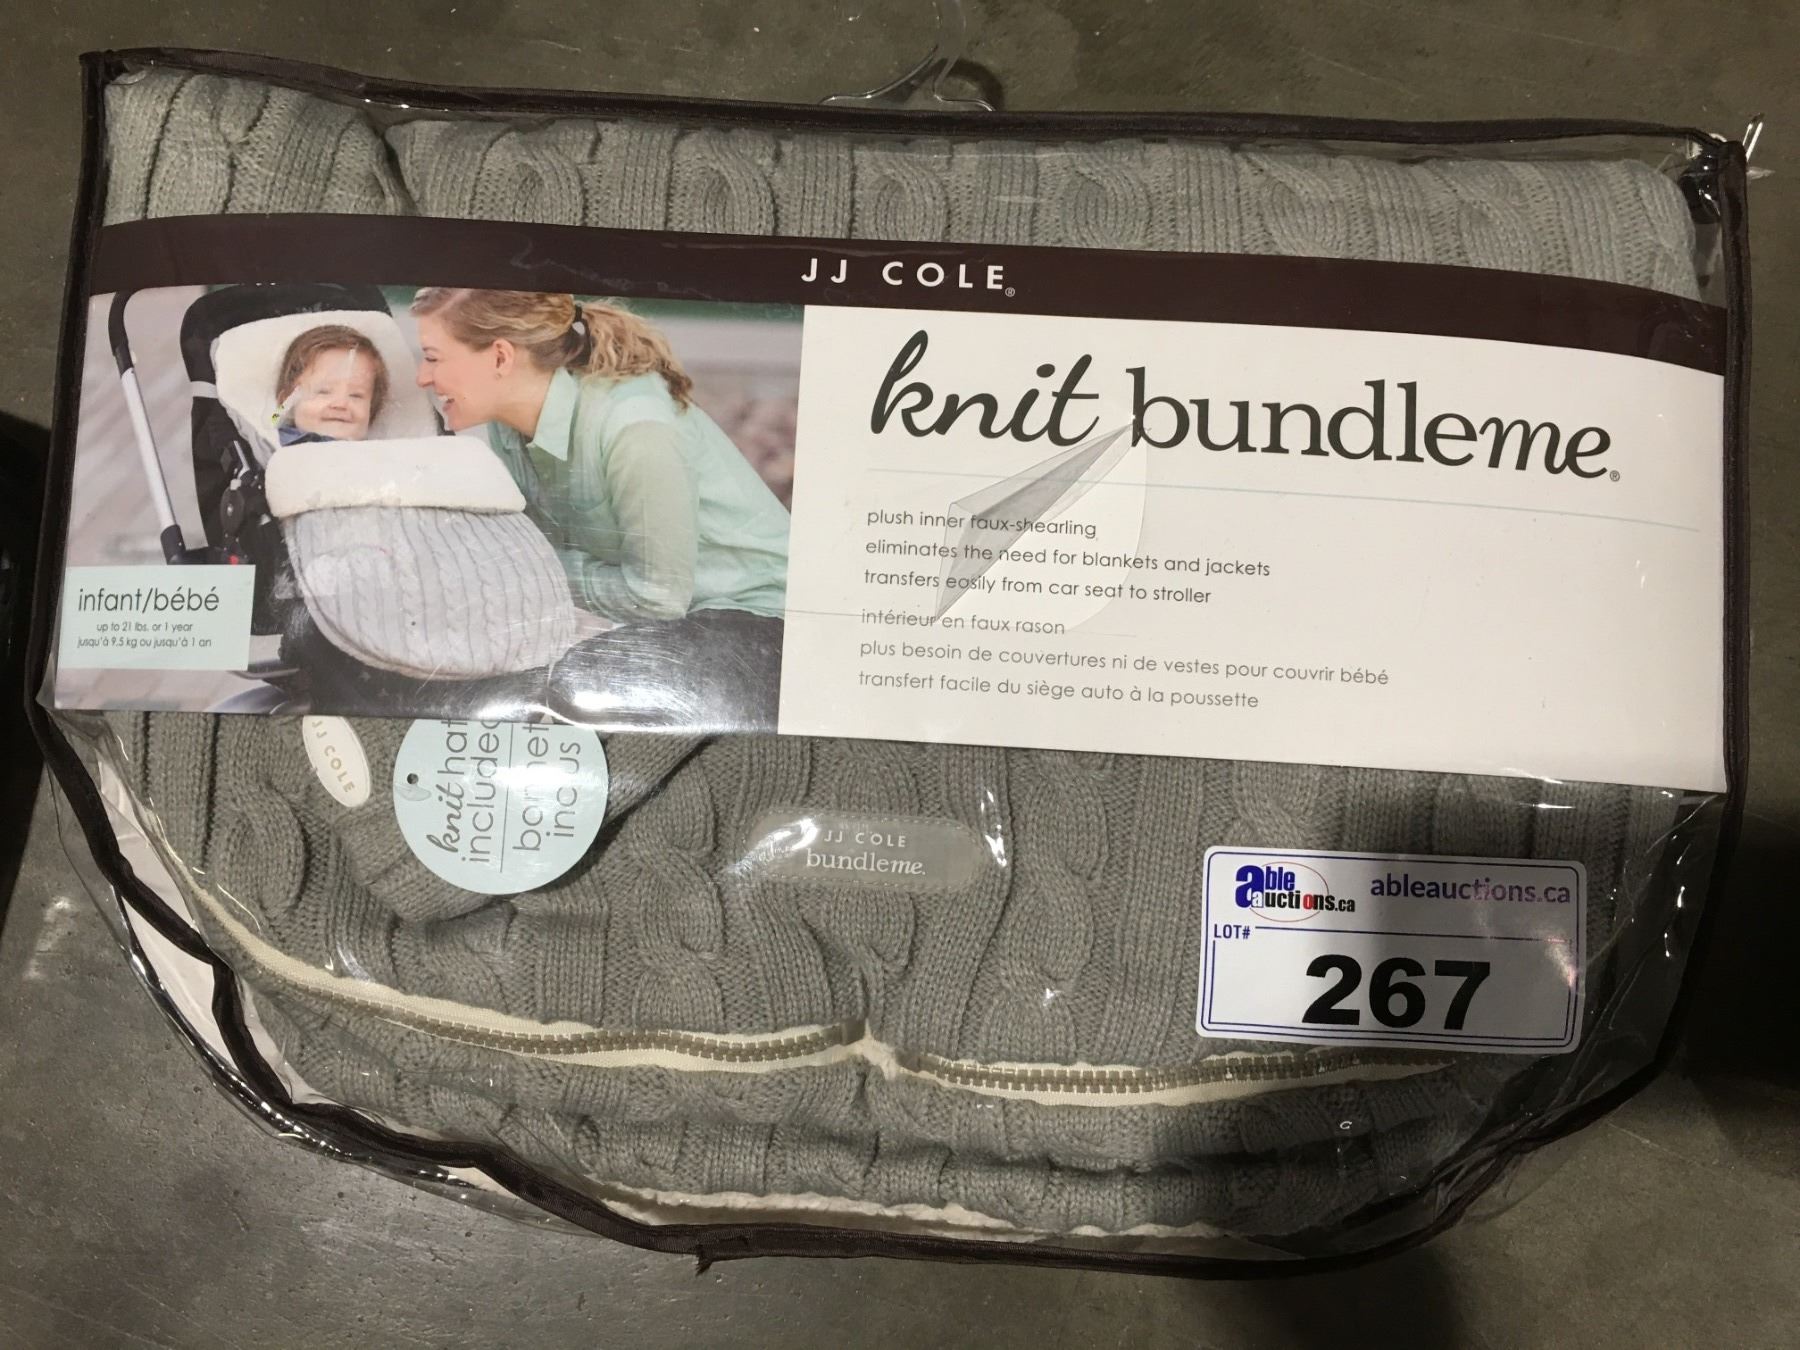 JJ COLE®
knit bundleme®
plush inner faux-shearling
eliminates the need for blankets and jackets
transfers easily from car seat to stroller
intérieur en faux rason
plus besoin de couvertures ni de vestes pour couvrir bébé
transfert facile du siège auto à la poussette
infant/bébé
up to 21 lbs. or 1 year
jusqu'à 9.5 kg ou jusqu'à 1 an
JJ COLE
knit hat
included
bonnet
inclus
JJ COLE
bundleme.
able auctions.ca
ableauctions.ca
LOT#
267